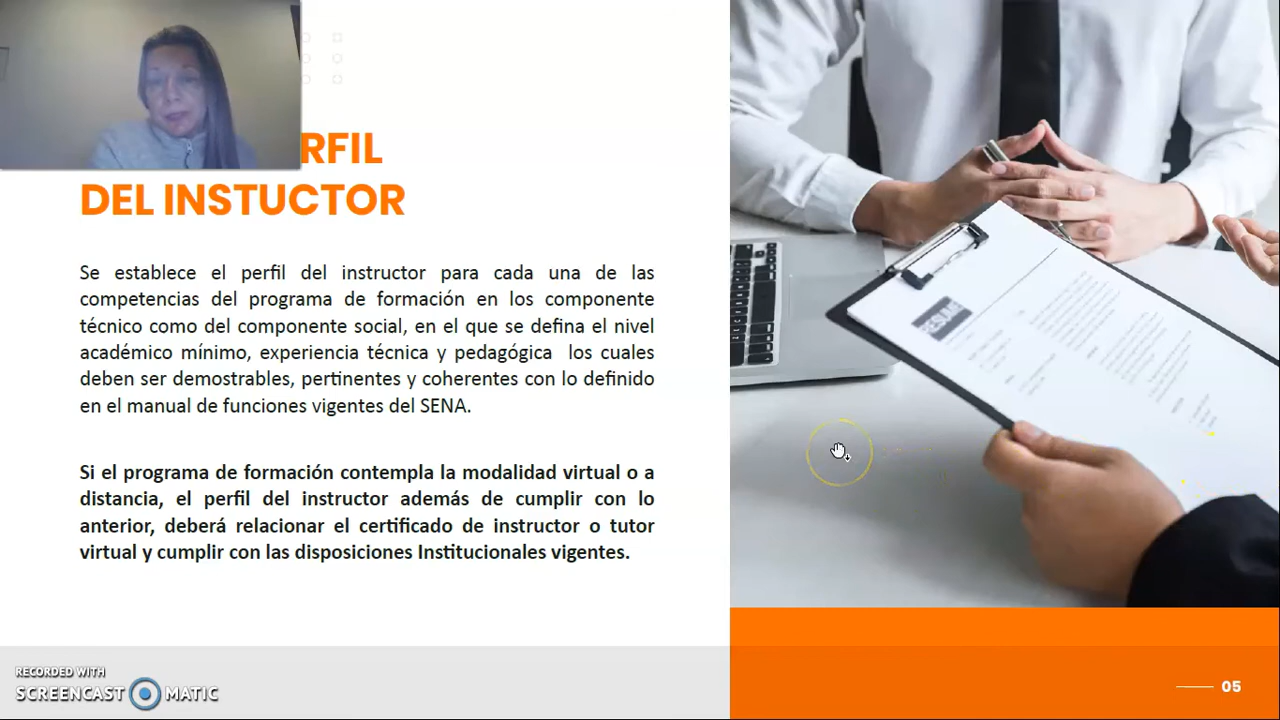 RFIL
DEL INSTUCTOR
Se establece el perfil del instructor para cada una de las
competencias del programa de formación en los componente
técnico como del componente social, en el que se defina el nivel
académico mínimo, experiencia técnica y pedagógica los cuales
deben ser demostrables, pertinentes y coherentes con lo definido
en el manual de funciones vigentes del SENA.
Si el programa de formación contempla la modalidad virtual o a
distancia, el perfil del instructor además de cumplir con lo
anterior, deberá relacionar el certificado de instructor o tutor
virtual y cumplir con las disposiciones Institucionales vigentes.
RECORDED WITH
SCREENCAST MATIC
05